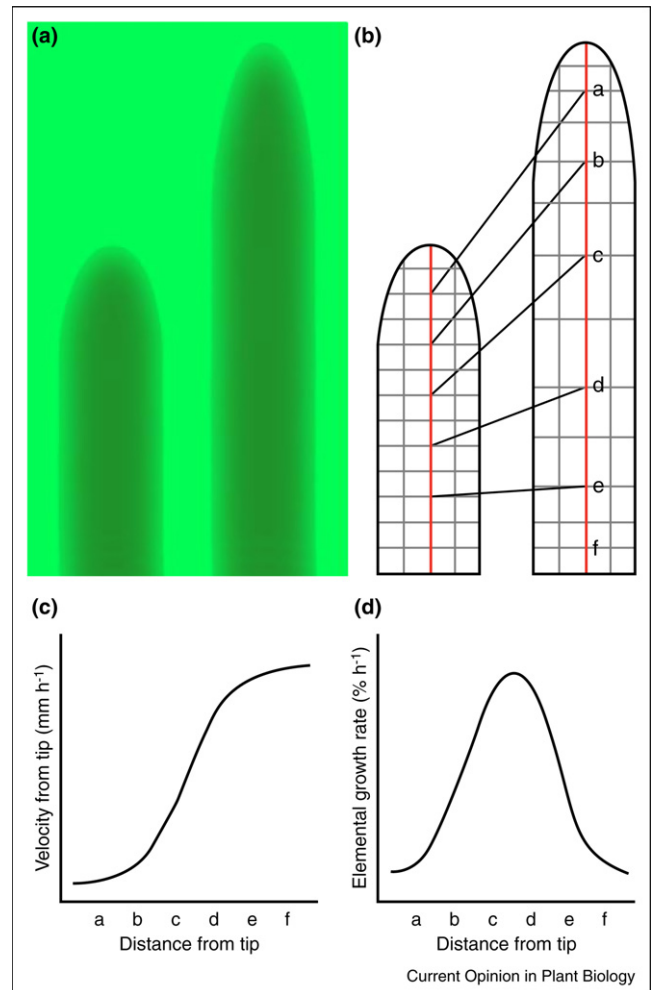 (a)
(b)
a
b
c
d
e
f
(c)
Velocity from tip (mm h-1)
a b c d e f
Distance from tip
(d)
Elemental growth rate (% h-1)
a b c d e f
Distance from tip
Current Opinion in Plant Biology